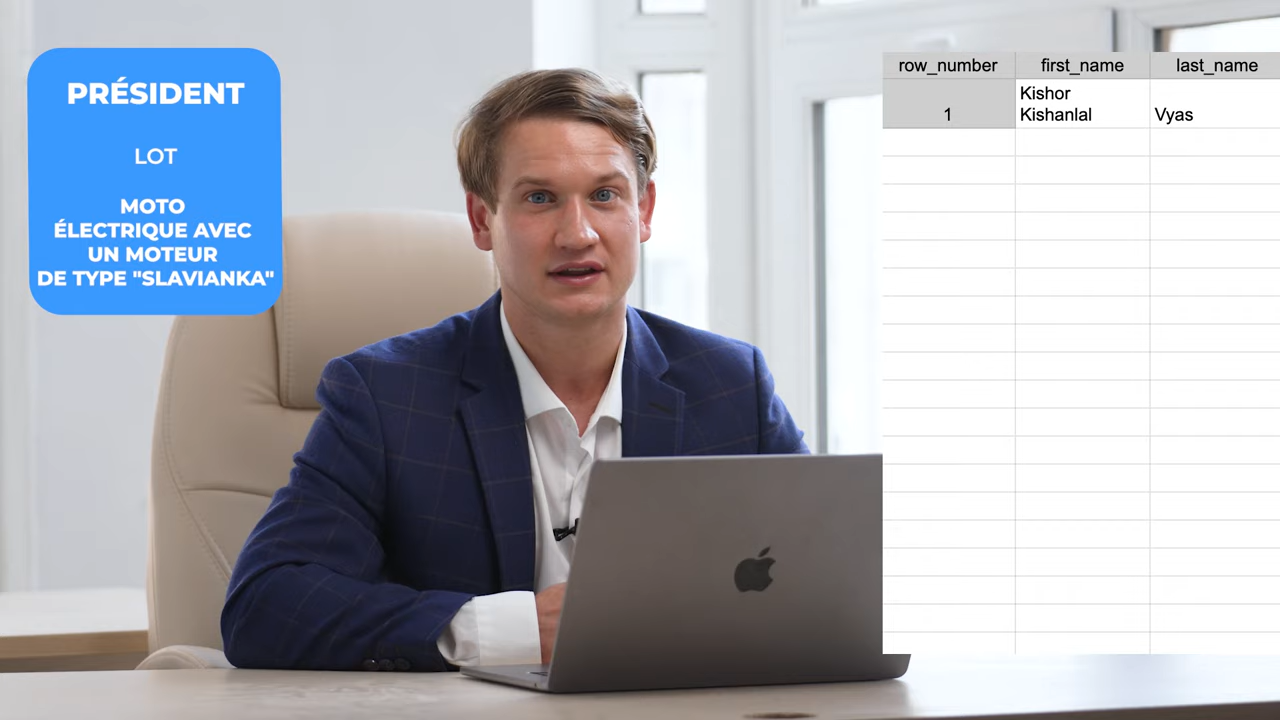 PRÉSIDENT
LOT
MOTO
ÉLECTRIQUE AVEC
UN MOTEUR
DE TYPE "SLAVIANKA"
row_number first_name last_name
Kishor
1 Kishanlal Vyas